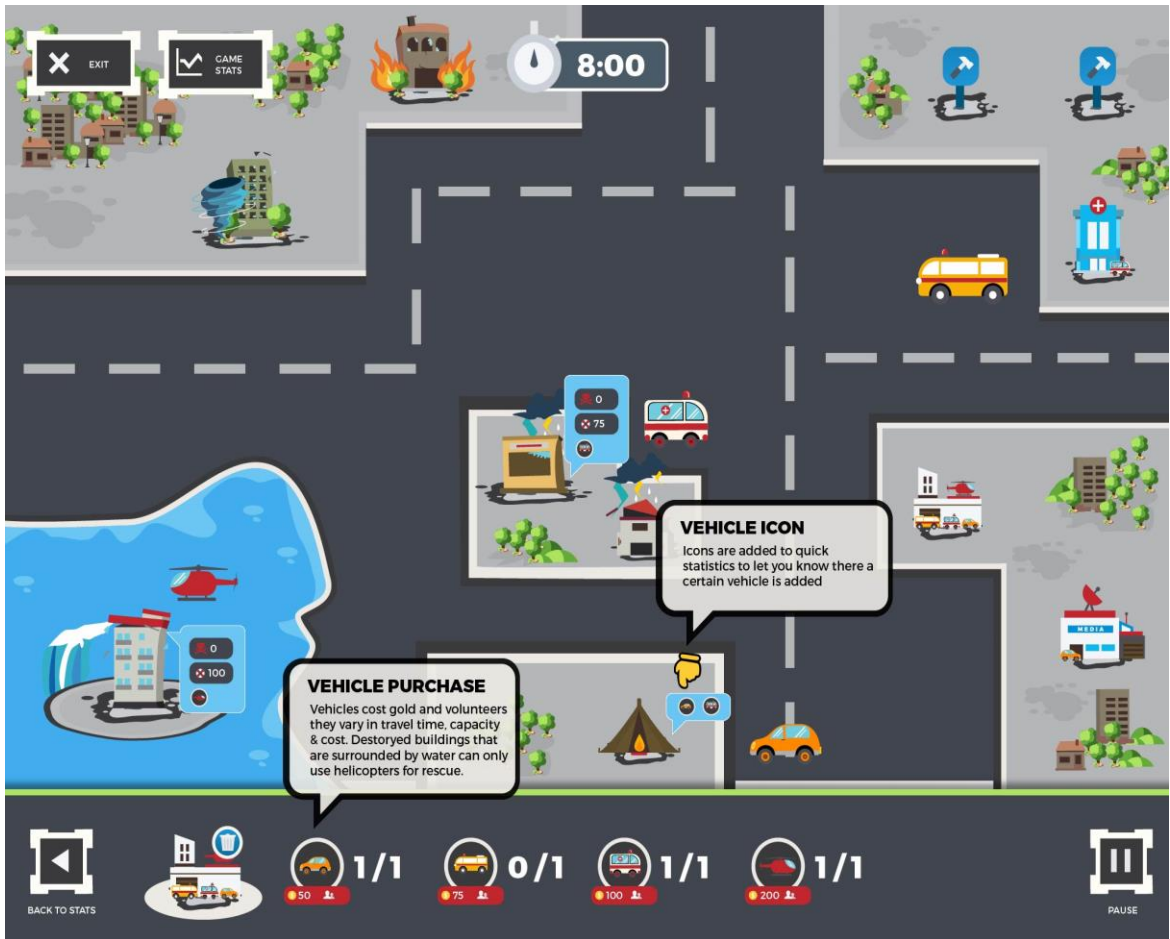 EXIT
GAME
STATS
8:00
0
75
VEHICLE ICON
Icons are added to quick
statistics to let you know there a
certain vehicle is added
MEDIA
0
100
VEHICLE PURCHASE
Vehicles cost gold and volunteers
they vary in travel time, capacity
& cost. Destoryed buildings that
are surrounded by water can only
use helicopters for rescue.
BACK TO STATS
1/1
50
0/1
75
1/1
100
1/1
200
PAUSE